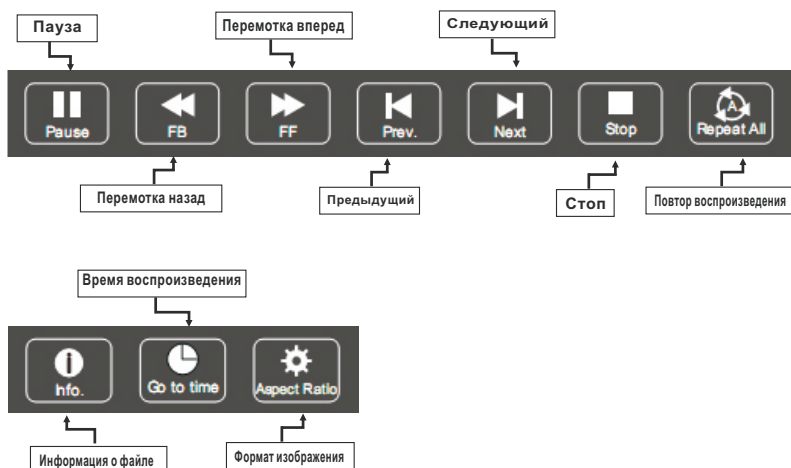 Пауза
Перемотка вперед
Следующий
Pause
FB
FF
Prev.
Next
Stop
A
Repeat All
Перемотка назад
Предыдущий
Стоп
Повтор воспроизведения
Время воспроизведения
Info.
Go to time
Aspect Ratio
Информация о файле
Формат изображения